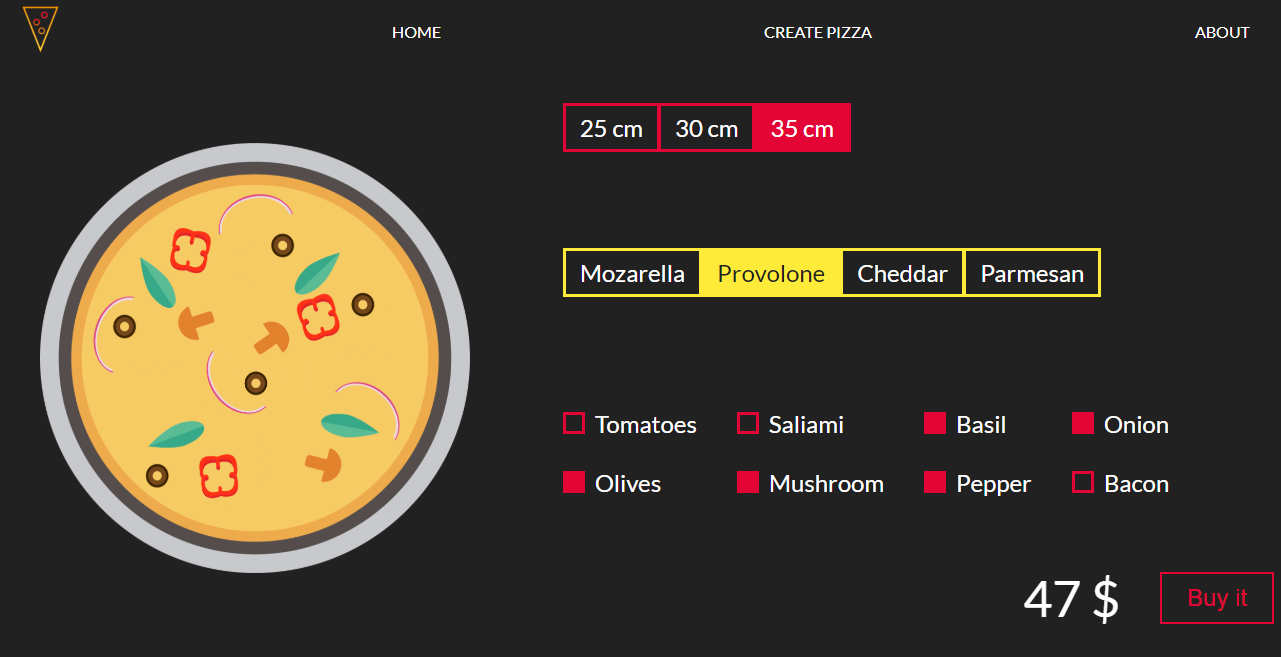 HOME CREATE PIZZA ABOUT
25 cm 30 cm 35 cm
Mozarella Provolone Cheddar Parmesan
Tomatoes Saliami Basil Onion
Olives Mushroom Pepper Bacon
47 $ Buy it